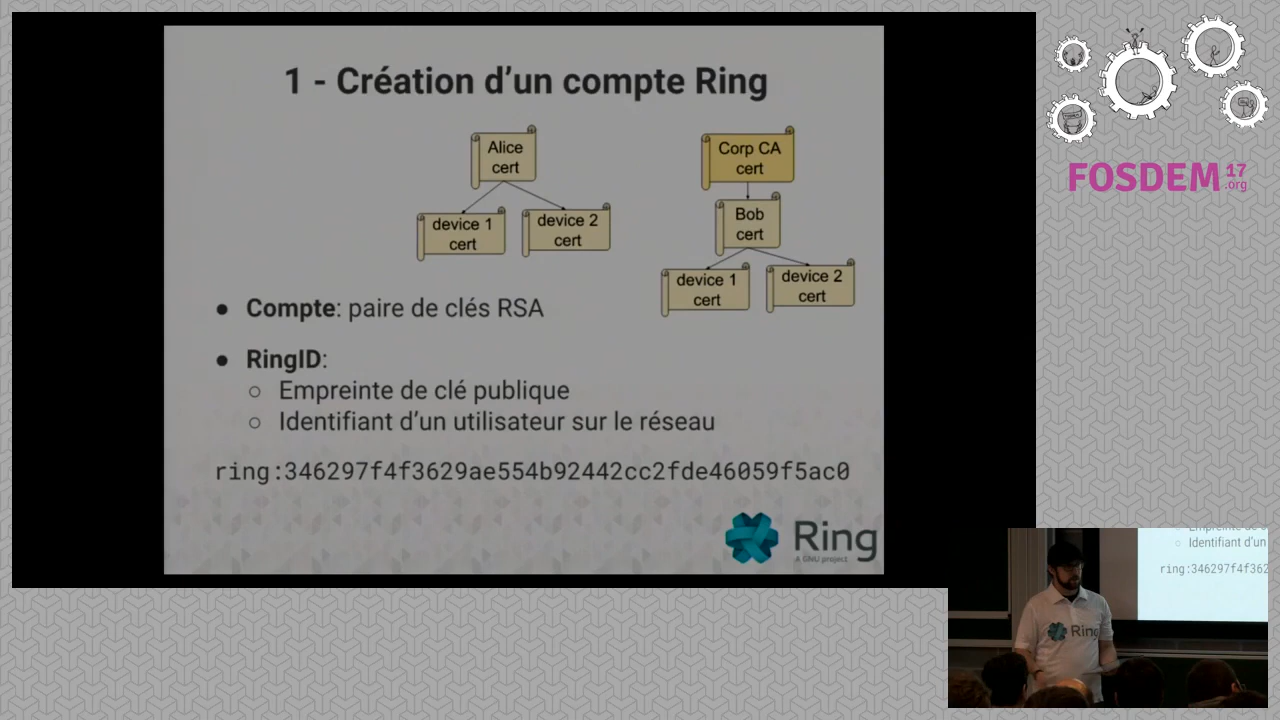 1 - Création d'un compte Ring
Alice
cert
device 1
cert
device 2
cert
Corp CA
cert
Bob
cert
device 1
cert
device 2
cert
● Compte: paire de clés RSA
● RingID:
○ Empreinte de clé publique
○ Identifiant d'un utilisateur sur le réseau
ring:346297f4f3629ae554b92442cc2fde46059f5ac0
Ring
A GNU project
FOSDEM 17
.org
○ Identifiant d'un
ring:346297f4f362
Ring